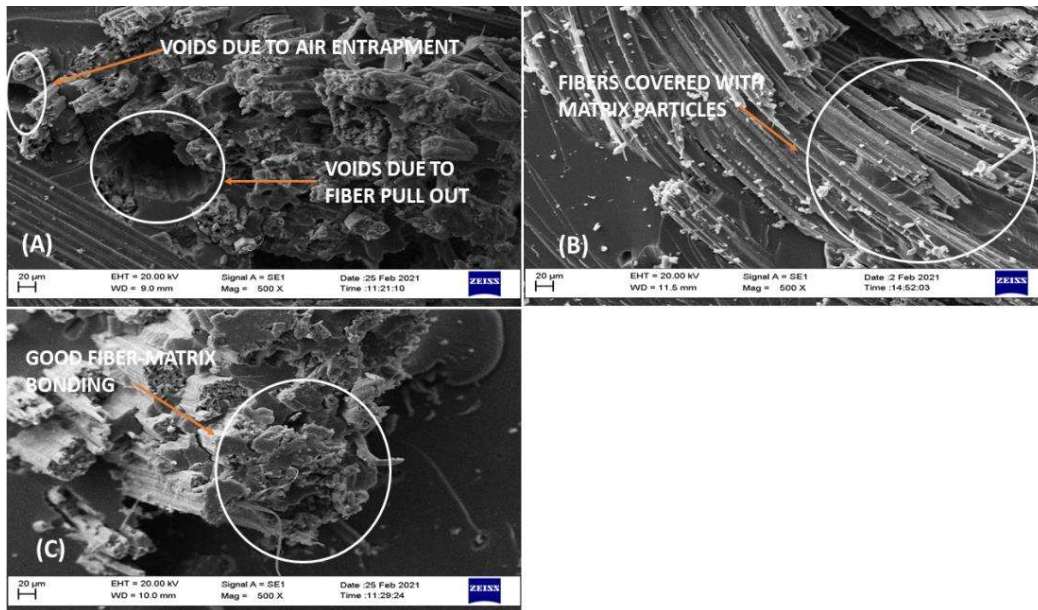 VOIDS DUE TO AIR ENTRAPMENT
VOIDS DUE TO
FIBER PULL OUT
(A)
20 µm
EHT = 20.00 kV
Signal A = SE1
Date :25 Feb 2021
WD = 9.0 mm
Mag = 500 X
Time :11:21:10
ZEISS
FIBERS COVERED WITH
MATRIX PARTICLES
(B)
20 µm
EHT = 20.00 kV
Signal A = SE1
Date :2 Feb 2021
WD = 11.5 mm
Mag = 500 X
Time :14:52:03
ZEISS
GOOD FIBER-MATRIX
BONDING
(C)
20 µm
EHT = 20.00 kV
Signal A = SE1
Date :25 Feb 2021
WD = 10.0 mm
Mag = 500 X
Time :11:29:24
ZEISS